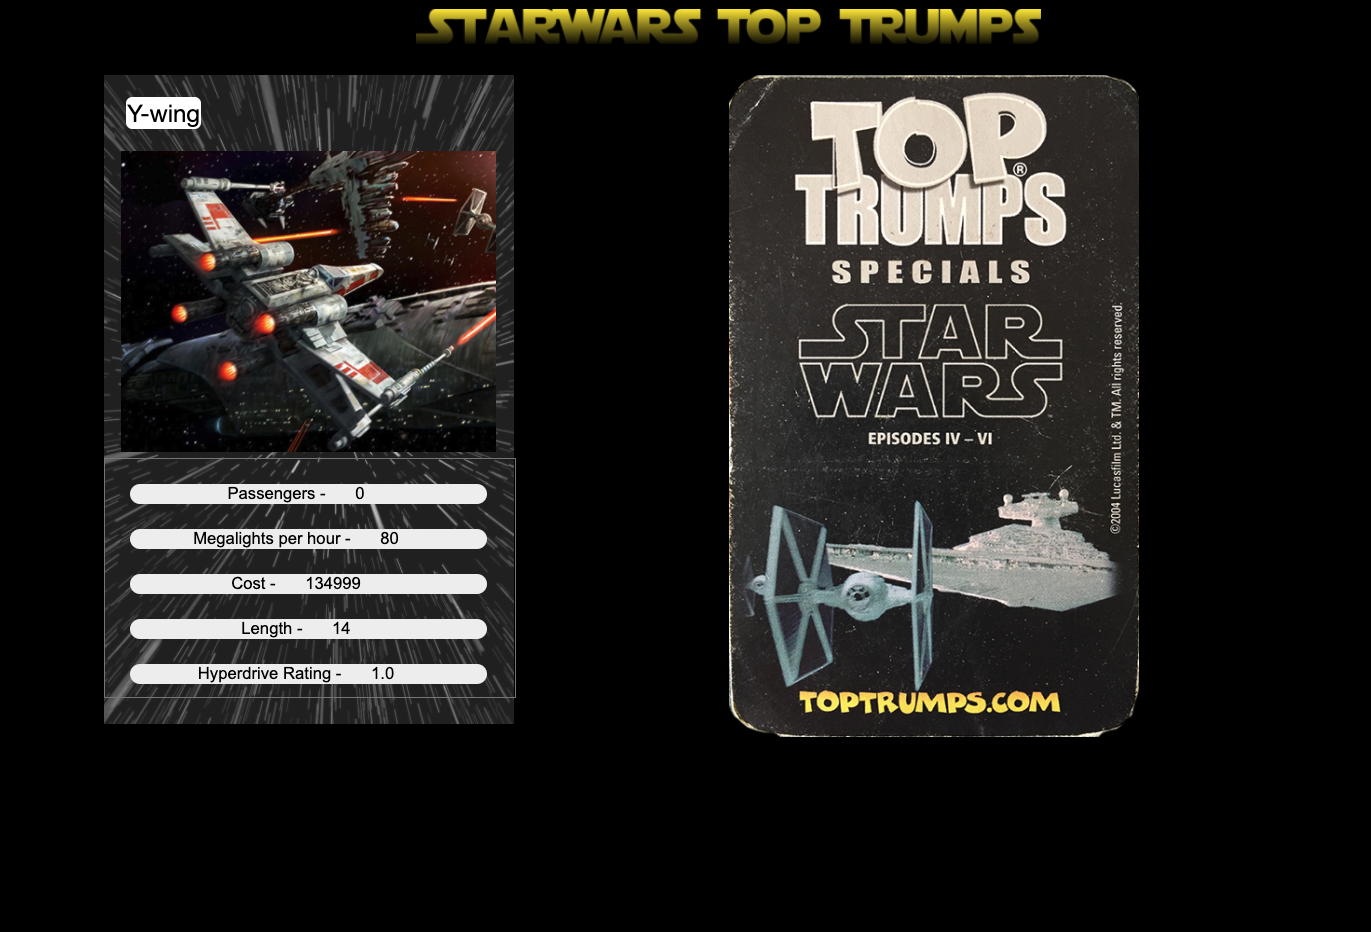 STARWARS TOP TRUMPS
Y-wing
Passengers - 0
Megalights per hour - 80
Cost - 134999
Length - 14
Hyperdrive Rating - 1.0
TOP
TRUMPS®
SPECIALS
STAR
WARS
EPISODES IV – VI
©2004 Lucasfilm Ltd. & TM. All rights reserved.
TOPTRUMPS.COM